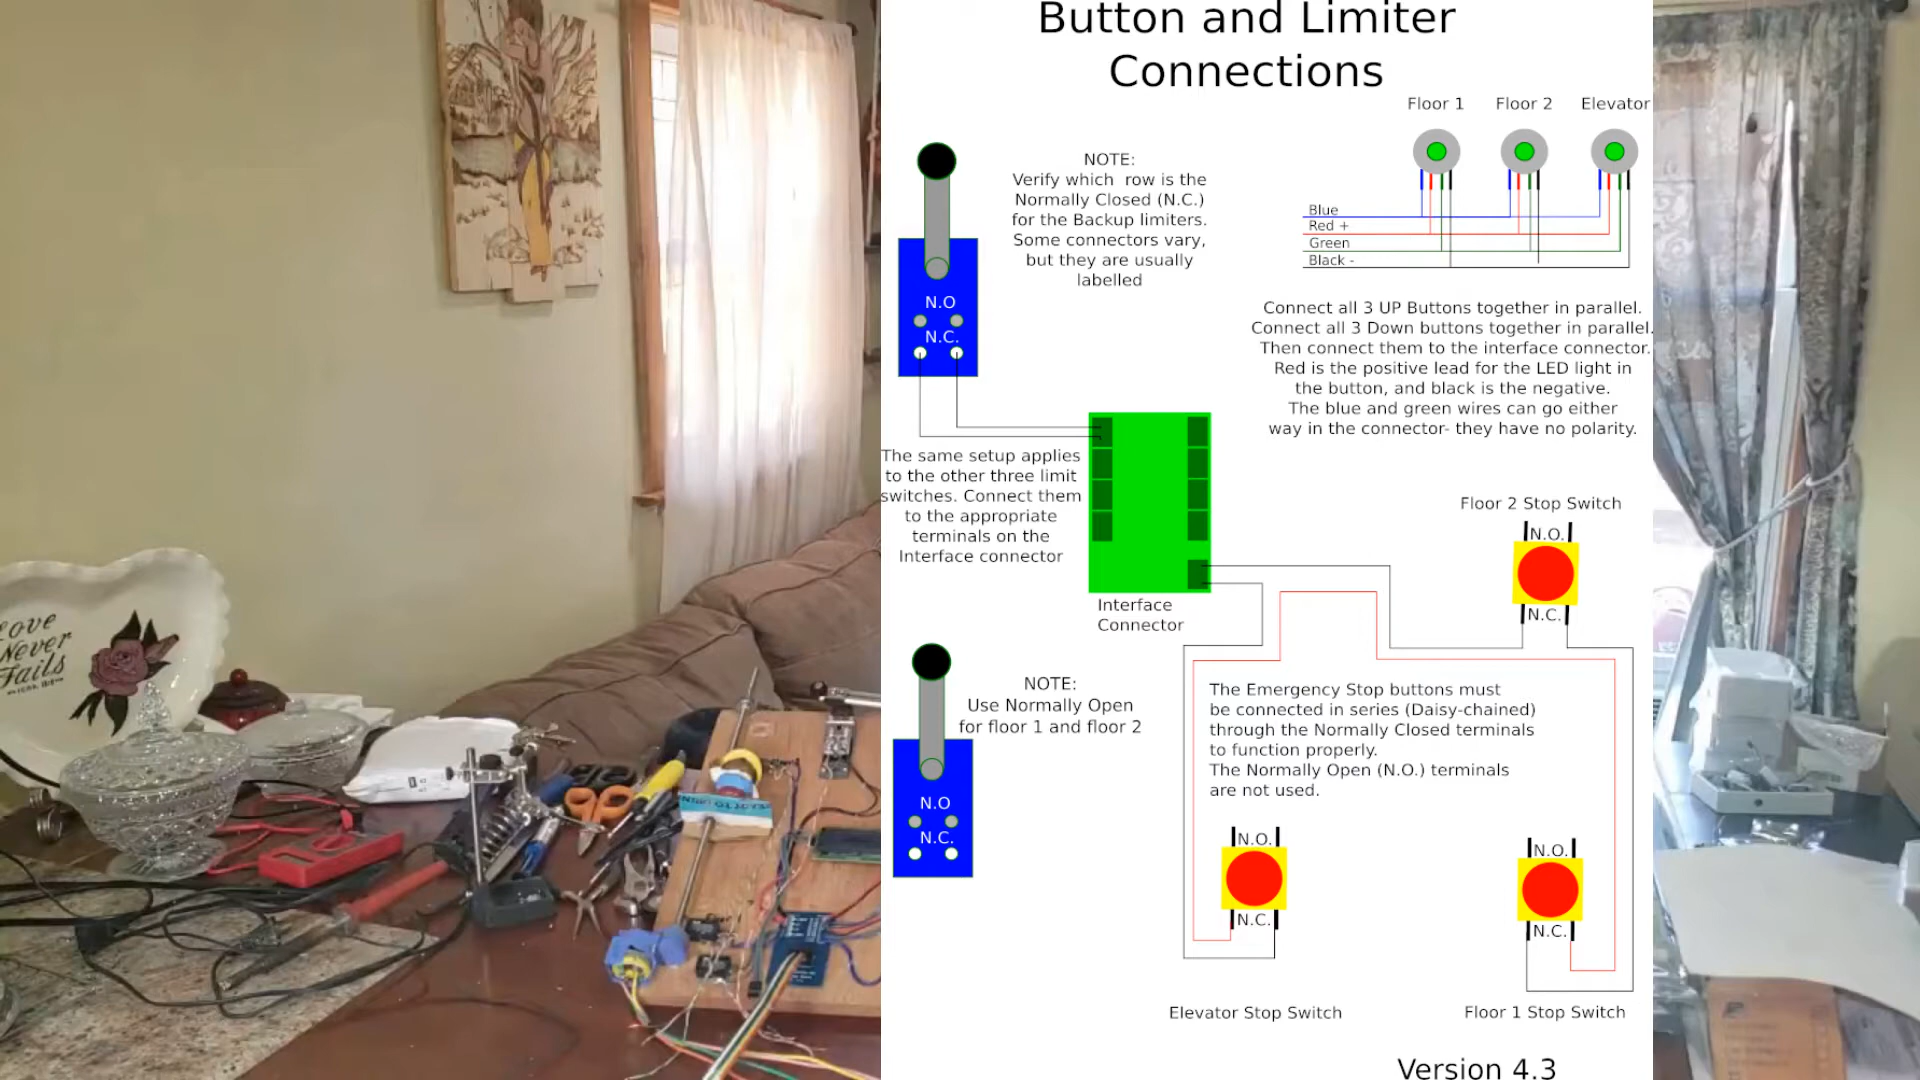 Button and Limiter
Connections
Floor 1
Floor 2
Elevator
NOTE:
Verify which row is the
Normally Closed (N.C.)
for the Backup limiters.
Some connectors vary,
but they are usually
labelled
Blue
Red +
Green
Black -
N.O
N.C.
Connect all 3 UP Buttons together in parallel.
Connect all 3 Down buttons together in parallel.
Then connect them to the interface connector.
Red is the positive lead for the LED light in
the button, and black is the negative.
The blue and green wires can go either
way in the connector- they have no polarity.
The same setup applies
to the other three limit
switches. Connect them
to the appropriate
terminals on the
Interface connector
Floor 2 Stop Switch
N.O.
N.C.
Interface
Connector
Love
Never
Fails
NOTE:
Use Normally Open
for floor 1 and floor 2
The Emergency Stop buttons must
be connected in series (Daisy-chained)
through the Normally Closed terminals
to function properly.
The Normally Open (N.O.) terminals
are not used.
N.O
N.C.
N.O.
N.C.
N.O.
N.C.
Elevator Stop Switch
Floor 1 Stop Switch
Version 4.3